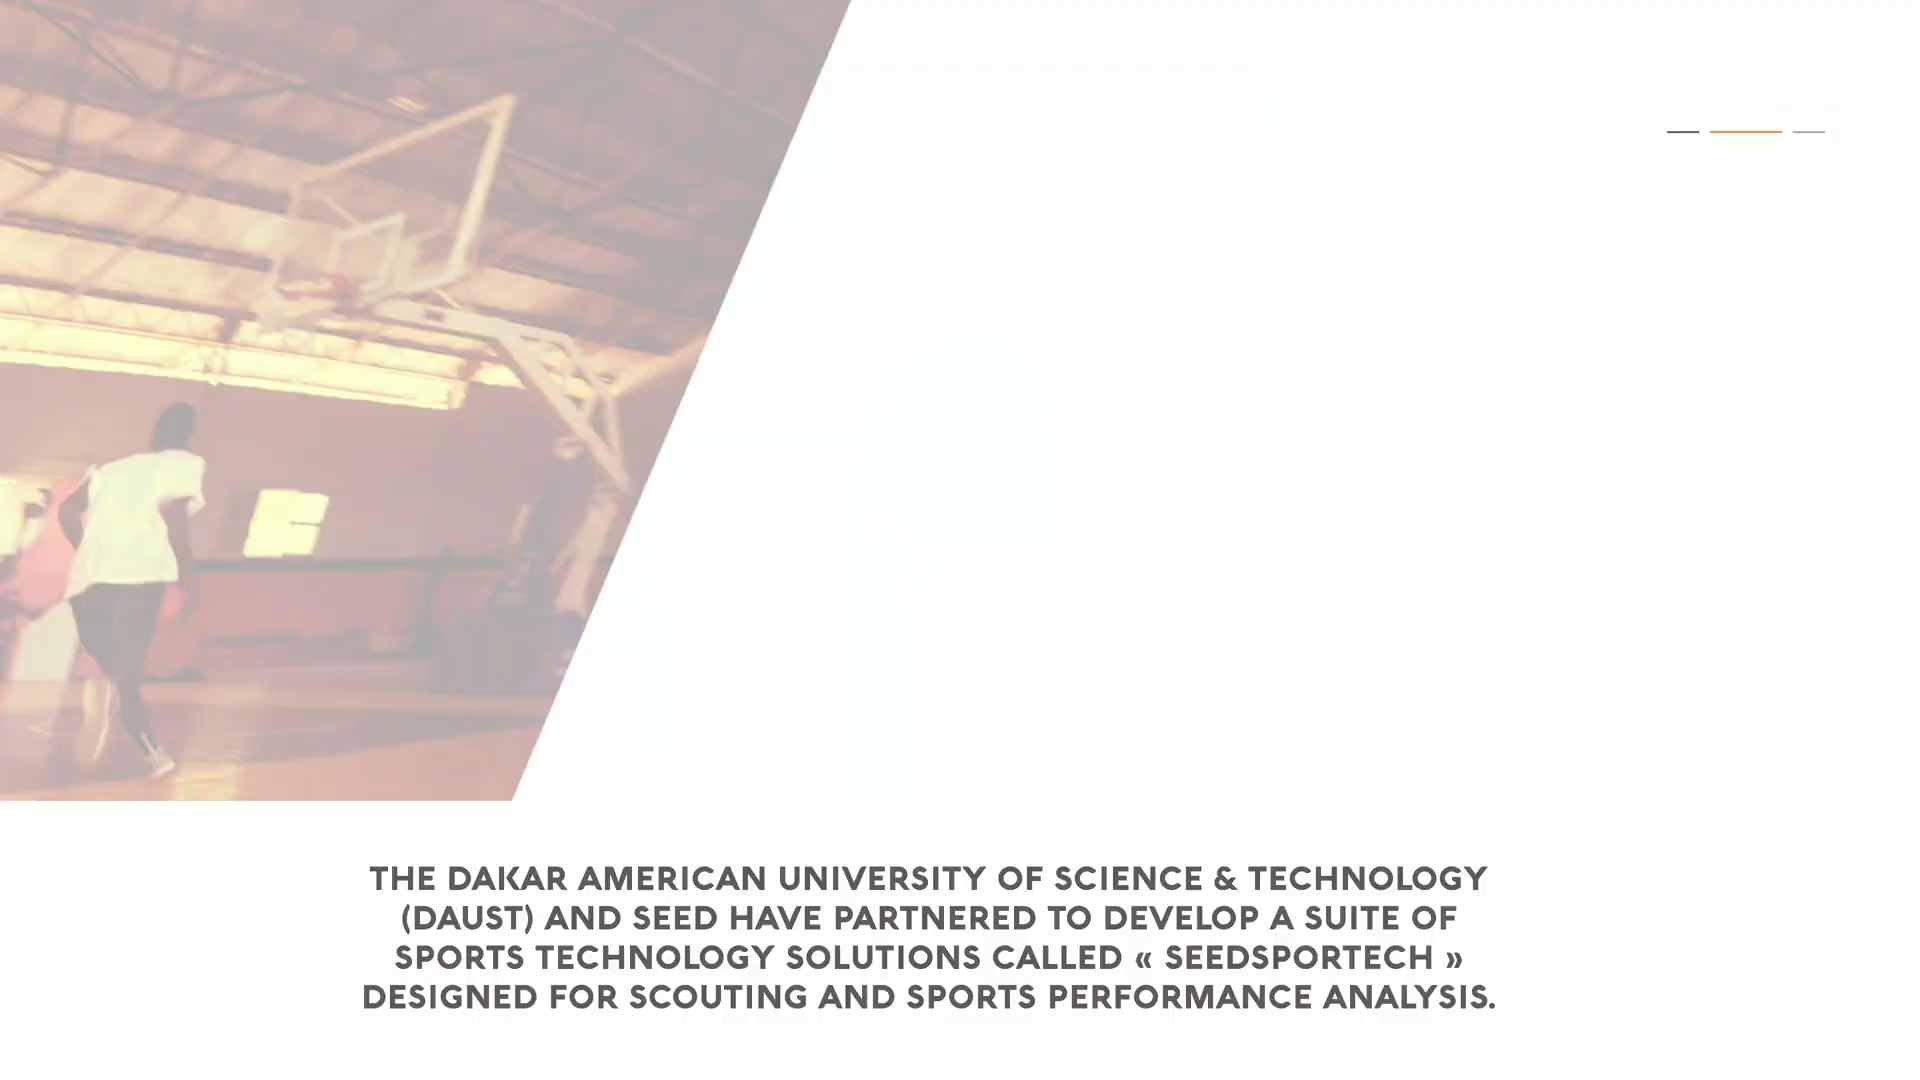 THE DAKAR AMERICAN UNIVERSITY OF SCIENCE & TECHNOLOGY
(DAUST) AND SEED HAVE PARTNERED TO DEVELOP A SUITE OF
SPORTS TECHNOLOGY SOLUTIONS CALLED « SEEDSPORTECH »
DESIGNED FOR SCOUTING AND SPORTS PERFORMANCE ANALYSIS.